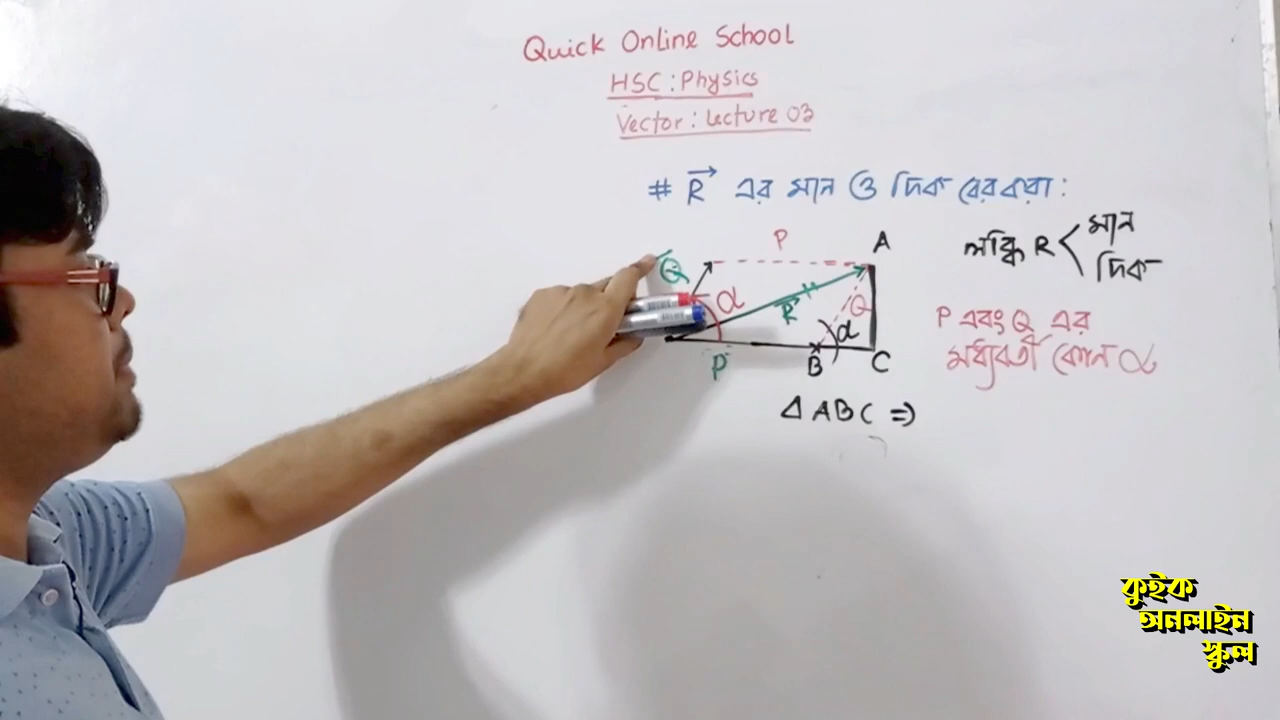 Quick Online School
HSC : Physics
Vector : Lecture 03
# R এর মান ও দিক বেরকরা :
লব্ধি R < মান
দিক
P
A
Q
α
R
Q
α
P
B
C
P এবং Q এর
মধ্যবর্তী কোন α
Δ ABC ⇒
কুইক
অনলাইন
স্কুল